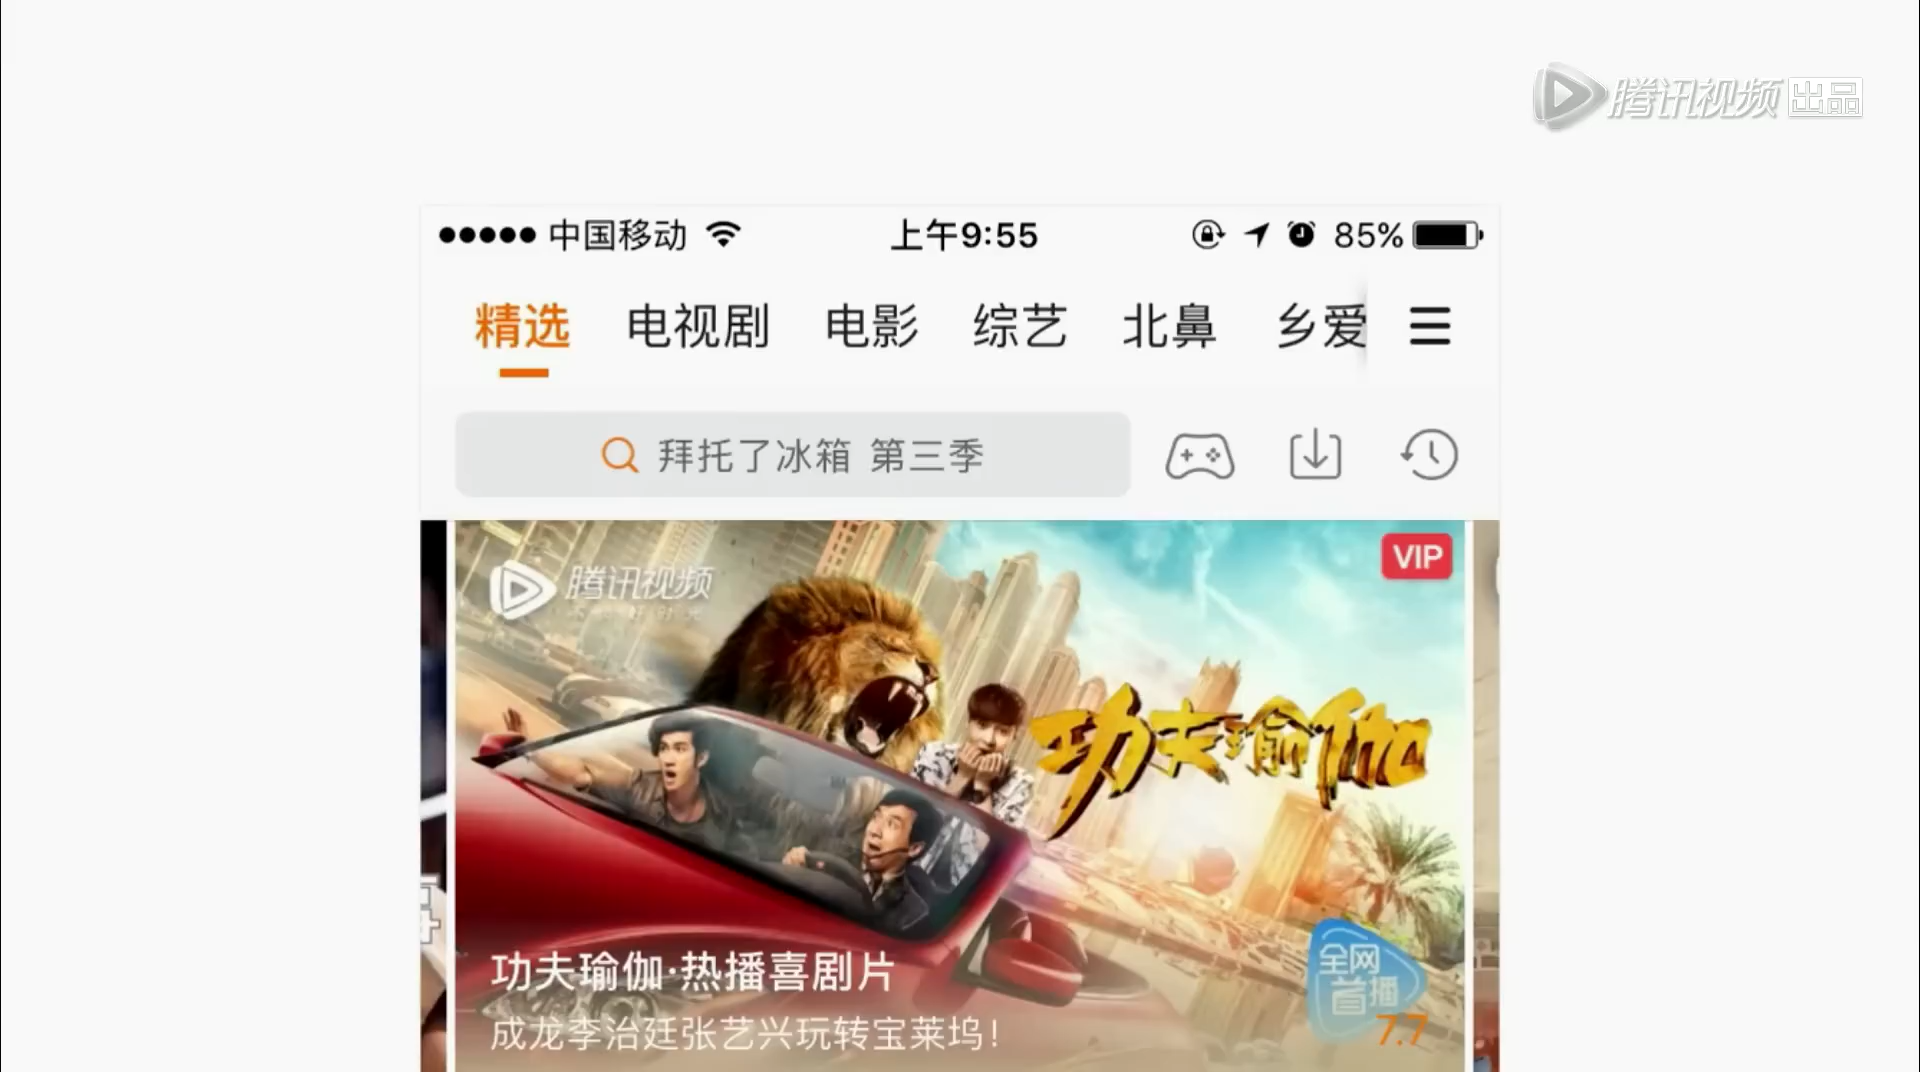 腾讯视频 出品
中国移动 上午9:55 85%
精选 电视剧 电影 综艺 北鼻 乡爱
拜托了冰箱 第三季
VIP
腾讯视频
功夫瑜伽
全网
首播
功夫瑜伽·热播喜剧片
7.7
成龙李治廷张艺兴玩转宝莱坞!